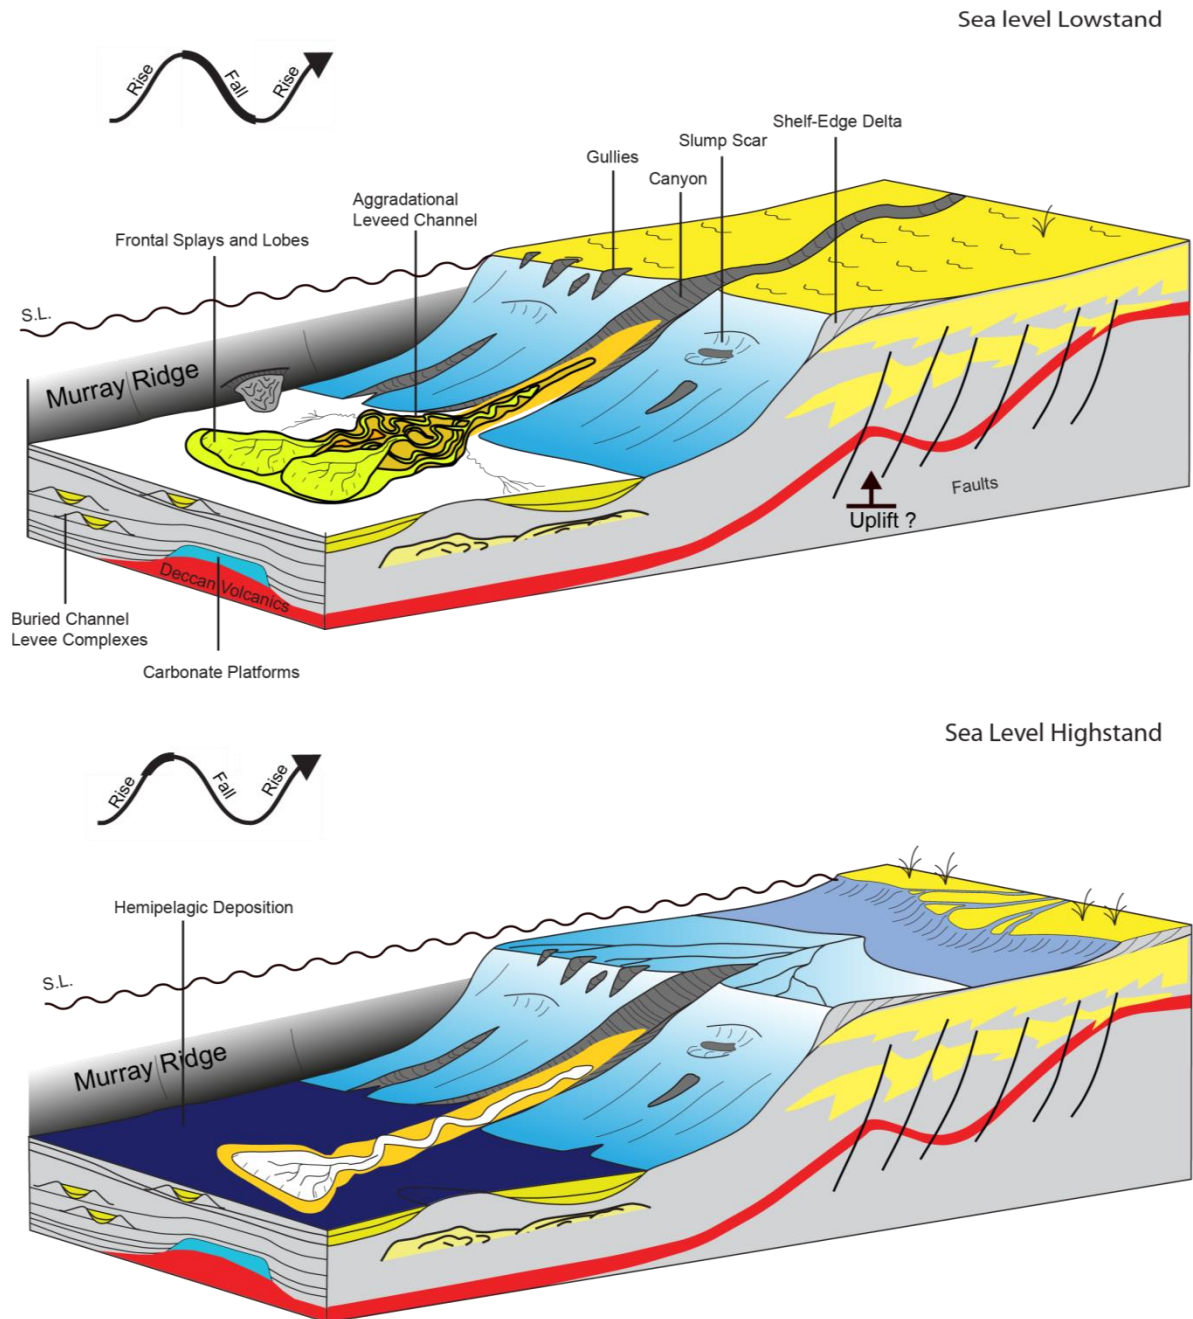 Sea level Lowstand
Rise
Fall
Rise
Shelf-Edge Delta
Slump Scar
Gullies
Canyon
Aggradational
Leveed Channel
Frontal Splays and Lobes
S.L.
Murray Ridge
Faults
Uplift ?
Deccan Volcanics
Buried Channel
Levee Complexes
Carbonate Platforms
Sea Level Highstand
Rise
Fall
Rise
Hemipelagic Deposition
S.L.
Murray Ridge